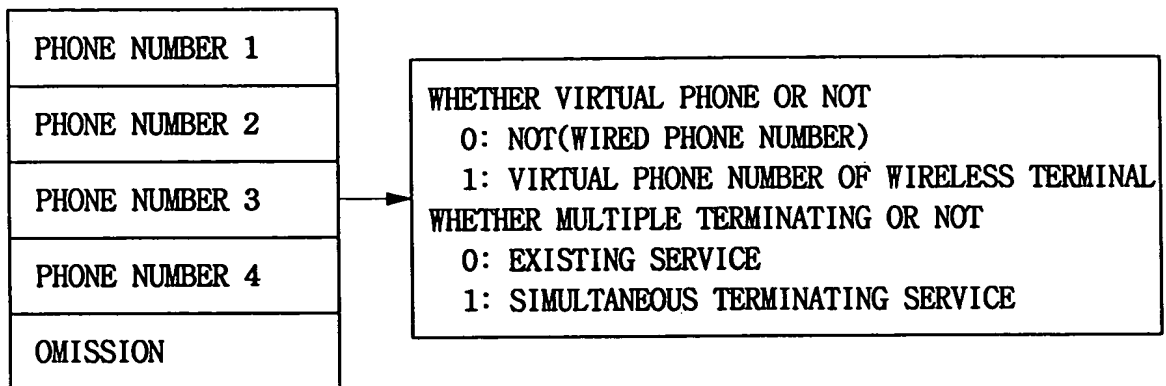 PHONE NUMBER 1
PHONE NUMBER 2
PHONE NUMBER 3
PHONE NUMBER 4
OMISSION
WHETHER VIRTUAL PHONE OR NOT
0: NOT(WIRED PHONE NUMBER)
1: VIRTUAL PHONE NUMBER OF WIRELESS TERMINAL
WHETHER MULTIPLE TERMINATING OR NOT
0: EXISTING SERVICE
1: SIMULTANEOUS TERMINATING SERVICE